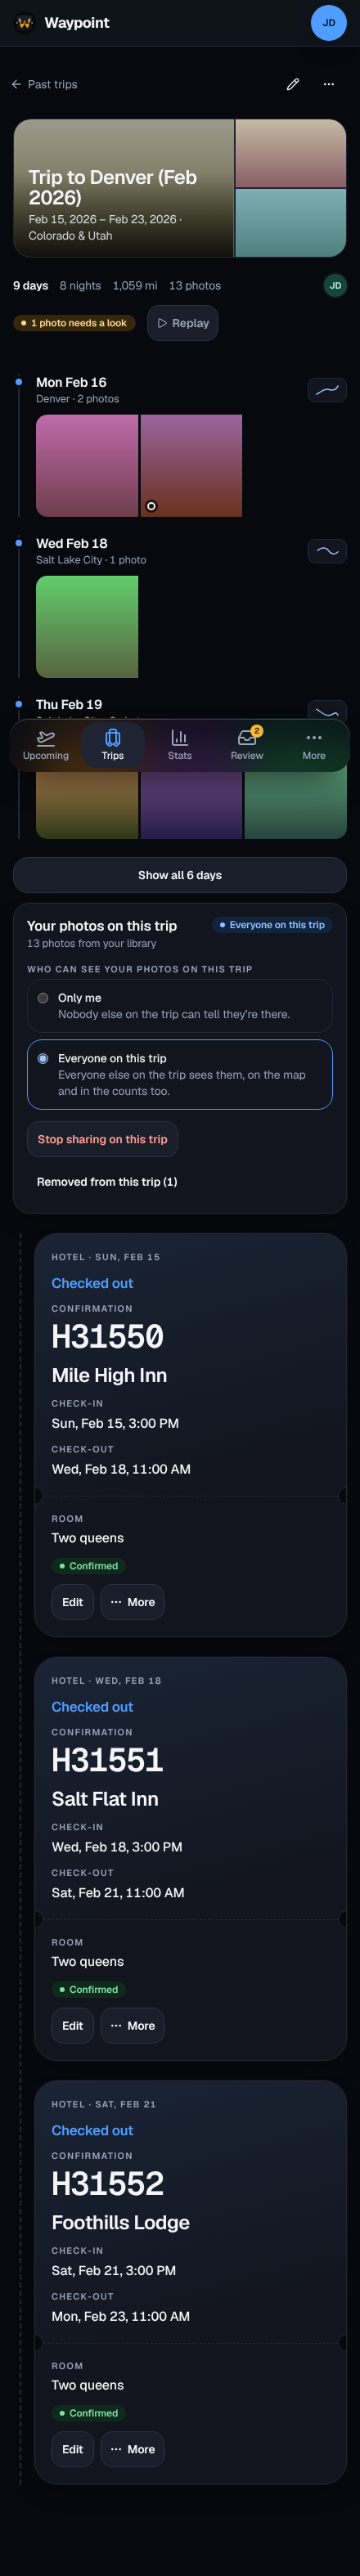 Waypoint
JD
Past trips
Trip to Denver (Feb
2026)
Feb 15, 2026 – Feb 23, 2026 ·
Colorado & Utah
9 days 8 nights 1,059 mi 13 photos
JD
1 photo needs a look
Replay
Mon Feb 16
Denver · 2 photos
Wed Feb 18
Salt Lake City · 1 photo
Thu Feb 19
Upcoming
Trips
Stats
2
Review
More
Show all 6 days
Your photos on this trip
Everyone on this trip
13 photos from your library
WHO CAN SEE YOUR PHOTOS ON THIS TRIP
Only me
Nobody else on the trip can tell they're there.
Everyone on this trip
Everyone else on the trip sees them, on the map
and in the counts too.
Stop sharing on this trip
Removed from this trip (1)
HOTEL · SUN, FEB 15
Checked out
CONFIRMATION
H31550
Mile High Inn
CHECK-IN
Sun, Feb 15, 3:00 PM
CHECK-OUT
Wed, Feb 18, 11:00 AM
ROOM
Two queens
Confirmed
Edit
More
HOTEL · WED, FEB 18
Checked out
CONFIRMATION
H31551
Salt Flat Inn
CHECK-IN
Wed, Feb 18, 3:00 PM
CHECK-OUT
Sat, Feb 21, 11:00 AM
ROOM
Two queens
Confirmed
Edit
More
HOTEL · SAT, FEB 21
Checked out
CONFIRMATION
H31552
Foothills Lodge
CHECK-IN
Sat, Feb 21, 3:00 PM
CHECK-OUT
Mon, Feb 23, 11:00 AM
ROOM
Two queens
Confirmed
Edit
More